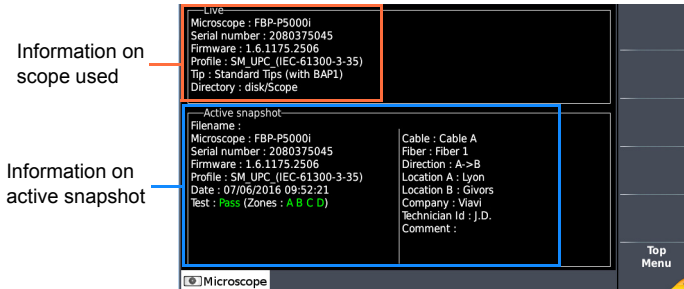 Information on
scope used
Live
Microscope : FBP-P5000i
Serial number : 2080375045
Firmware : 1.6.1175.2506
Profile : SM_UPC_(IEC-61300-3-35)
Tip : Standard Tips (with BAP1)
Directory : disk/Scope
Information on
active snapshot
Active snapshot
Filename :
Microscope : FBP-P5000i
Serial number : 2080375045
Firmware : 1.6.1175.2506
Profile : SM_UPC_(IEC-61300-3-35)
Date : 07/06/2016 09:52:21
Test : Pass (Zones : A B C D)
Cable : Cable A
Fiber : Fiber 1
Direction : A->B
Location A : Lyon
Location B : Givors
Company : Viavi
Technician Id : J.D.
Comment :
Top
Menu
Microscope